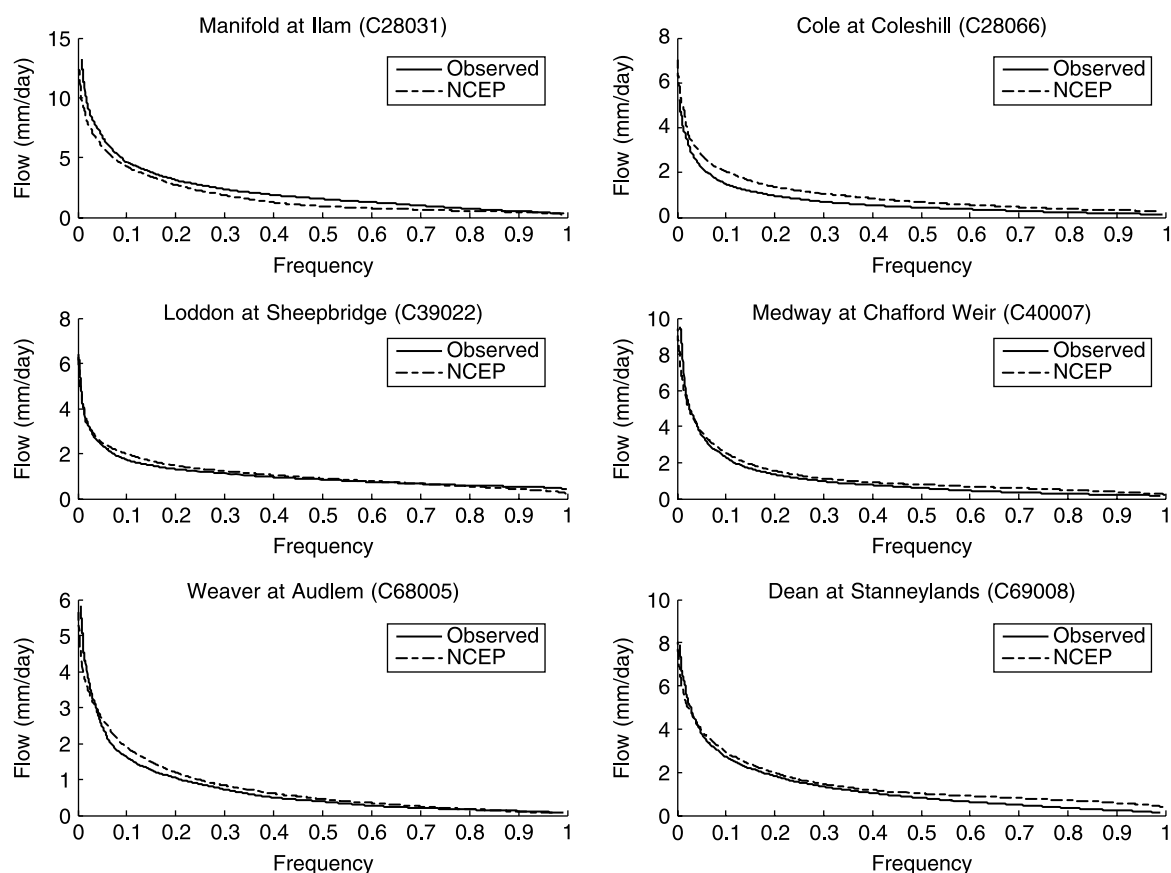 Manifold at Ilam (C28031)
Flow (mm/day)
15
10
5
0
Observed
NCEP
0 0.1 0.2 0.3 0.4 0.5 0.6 0.7 0.8 0.9 1
Frequency
Cole at Coleshill (C28066)
Flow (mm/day)
8
6
4
2
0
Observed
NCEP
0 0.1 0.2 0.3 0.4 0.5 0.6 0.7 0.8 0.9 1
Frequency
Loddon at Sheepbridge (C39022)
Flow (mm/day)
8
6
4
2
0
Observed
NCEP
0 0.1 0.2 0.3 0.4 0.5 0.6 0.7 0.8 0.9 1
Frequency
Medway at Chafford Weir (C40007)
Flow (mm/day)
10
8
6
4
2
0
Observed
NCEP
0 0.1 0.2 0.3 0.4 0.5 0.6 0.7 0.8 0.9 1
Frequency
Weaver at Audlem (C68005)
Flow (mm/day)
6
5
4
3
2
1
0
Observed
NCEP
0 0.1 0.2 0.3 0.4 0.5 0.6 0.7 0.8 0.9 1
Frequency
Dean at Stanneylands (C69008)
Flow (mm/day)
10
8
6
4
2
0
Observed
NCEP
0 0.1 0.2 0.3 0.4 0.5 0.6 0.7 0.8 0.9 1
Frequency